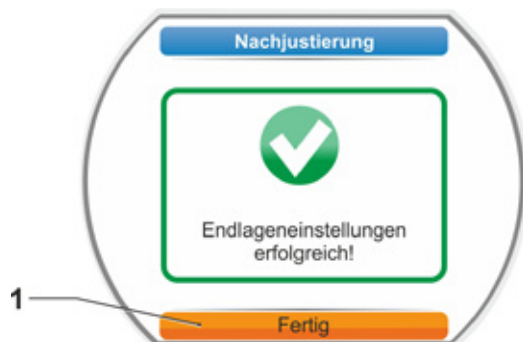 Nachjustierung
Endlageneinstellungen
erfolgreich!
1
Fertig